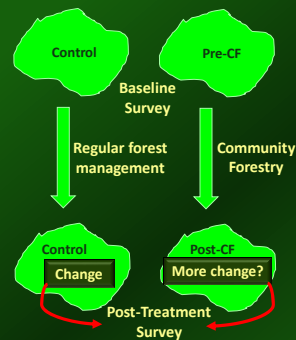 Control
Pre-CF
Baseline
Survey
Regular forest
management
Community
Forestry
Control
Change
Post-CF
More change?
Post-Treatment
Survey